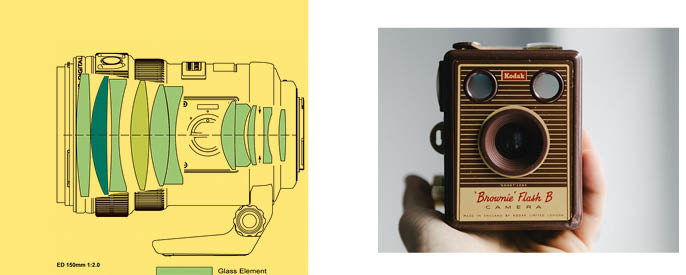 DIGITAL
ED 150mm 1:2.0
Glass Element
Kodak
'Brownie' Flash B
CAMERA
MADE IN ENGLAND BY KODAK LIMITED LONDON